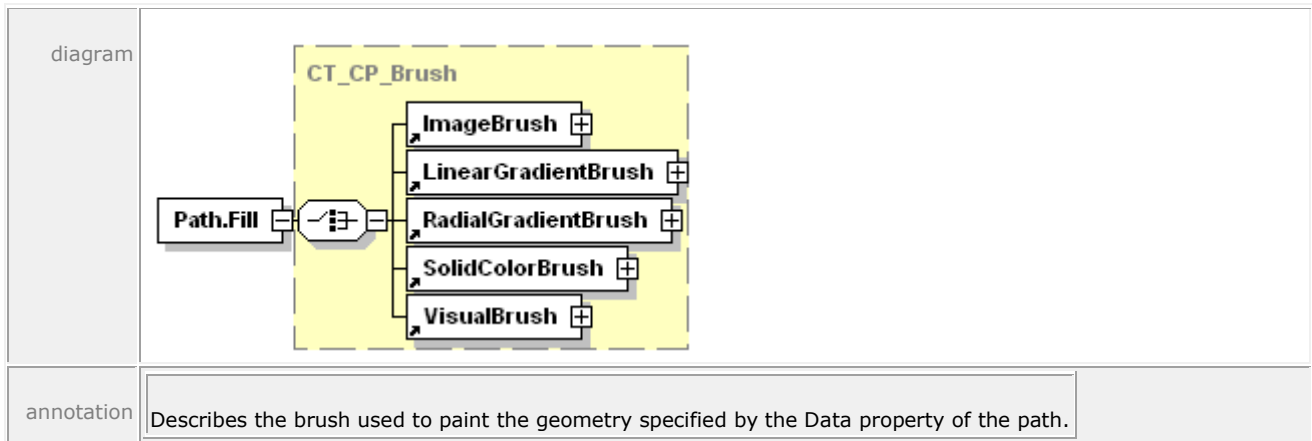 diagram
CT_CP_Brush
ImageBrush
LinearGradientBrush
Path.Fill
RadialGradientBrush
SolidColorBrush
VisualBrush
annotation
Describes the brush used to paint the geometry specified by the Data property of the path.